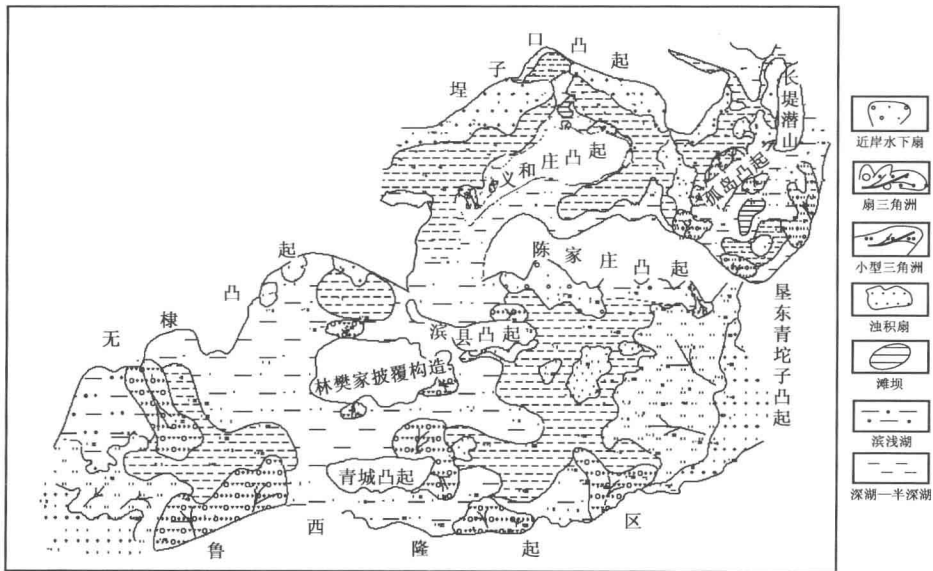 埕子口凸起
长堤潜山
义和庄凸起
孤岛凸起
陈家庄凸起
无棣凸起
滨县凸起
垦东青坨子凸起
林樊家披覆构造
青城凸起
鲁西隆起区
近岸水下扇
扇三角洲
小型三角洲
浊积扇
滩坝
滨浅湖
深湖—半深湖